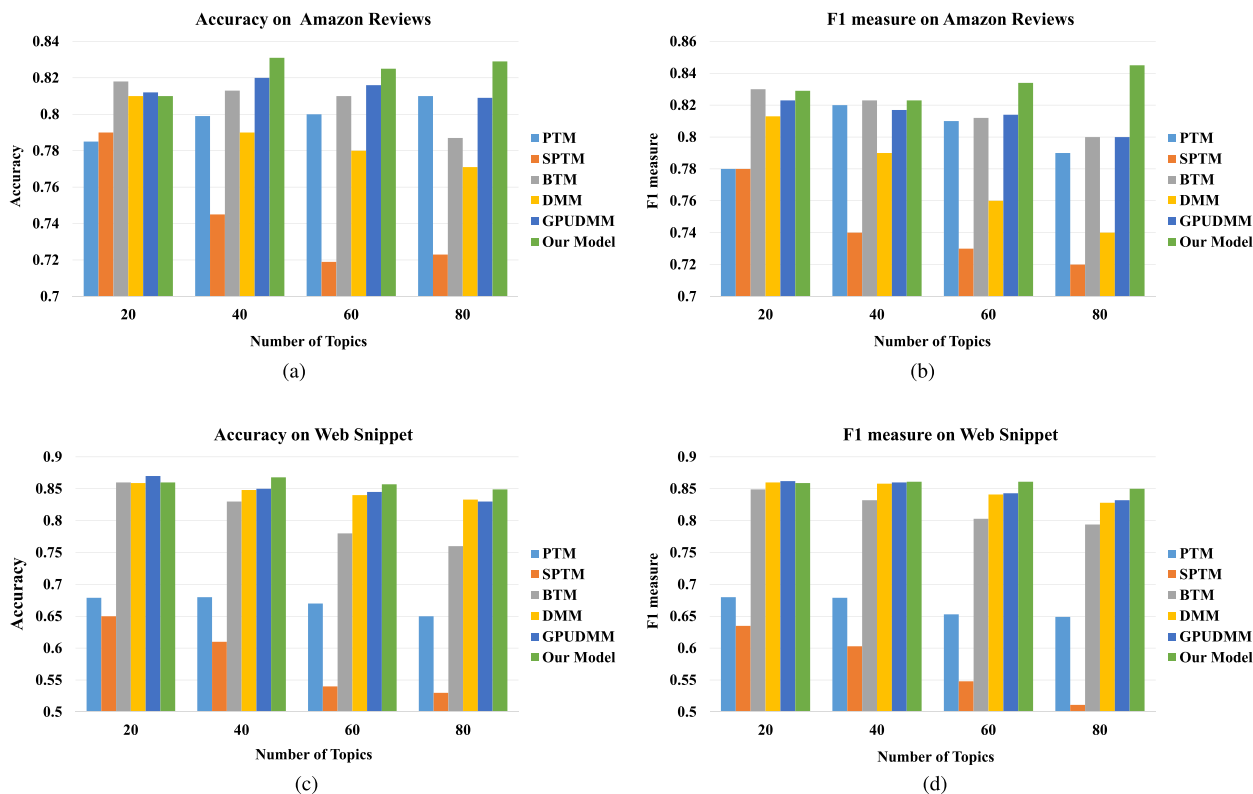 Accuracy on Amazon Reviews
0.84
0.82
0.8
0.78
0.76
0.74
0.72
0.7
Accuracy
20 40 60 80
Number of Topics
PTM
SPTM
BTM
DMM
GPUDMM
Our Model
(a)
F1 measure on Amazon Reviews
0.86
0.84
0.82
0.8
0.78
0.76
0.74
0.72
0.7
F1 measure
20 40 60 80
Number of Topics
PTM
SPTM
BTM
DMM
GPUDMM
Our Model
(b)
Accuracy on Web Snippet
0.9
0.85
0.8
0.75
0.7
0.65
0.6
0.55
0.5
Accuracy
20 40 60 80
Number of Topics
PTM
SPTM
BTM
DMM
GPUDMM
Our Model
(c)
F1 measure on Web Snippet
0.9
0.85
0.8
0.75
0.7
0.65
0.6
0.55
0.5
F1 measure
20 40 60 80
Number of Topics
PTM
SPTM
BTM
DMM
GPUDMM
Our Model
(d)